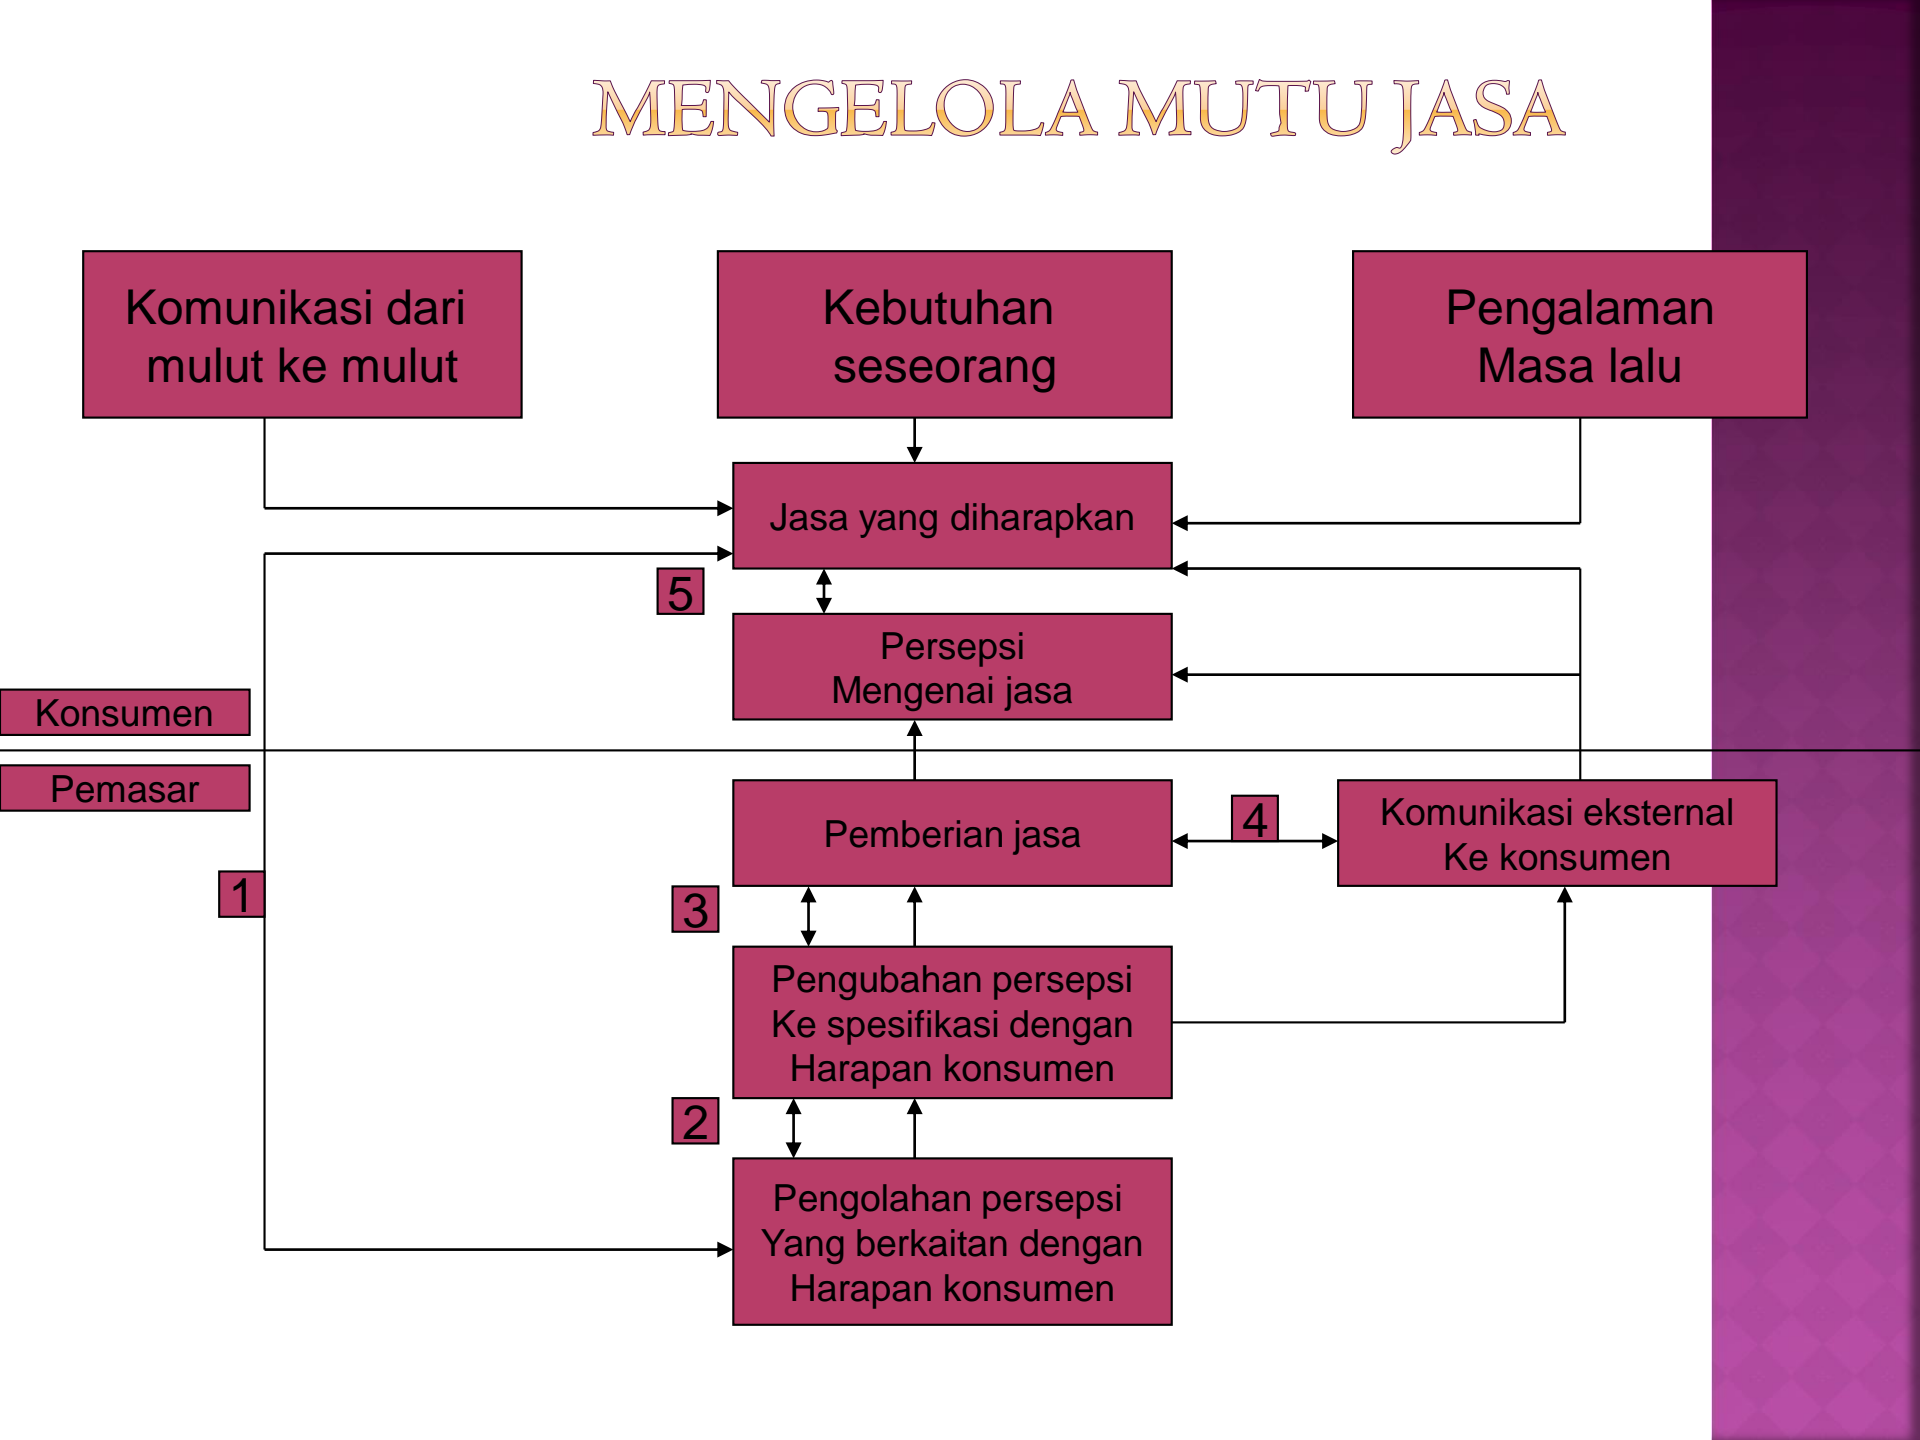 MENGELOLA MUTU JASA
Komunikasi dari
mulut ke mulut
Kebutuhan
seseorang
Pengalaman
Masa lalu
Jasa yang diharapkan
5
Persepsi
Mengenai jasa
Konsumen
Pemasar
Pemberian jasa
4
Komunikasi eksternal
Ke konsumen
1
3
Pengubahan persepsi
Ke spesifikasi dengan
Harapan konsumen
2
Pengolahan persepsi
Yang berkaitan dengan
Harapan konsumen